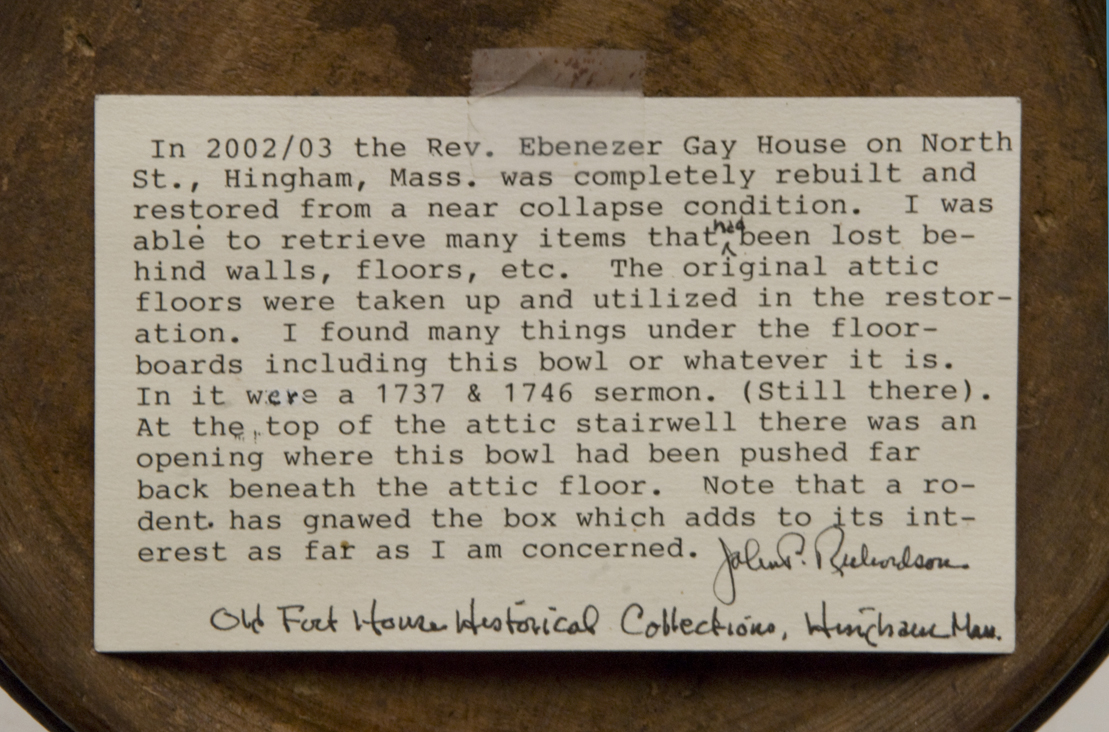 In 2002/03 the Rev. Ebenezer Gay House on North
St., Hingham, Mass. was completely rebuilt and
restored from a near collapse condition. I was
able to retrieve many items that had been lost be-
hind walls, floors, etc. The original attic
floors were taken up and utilized in the restor-
ation. I found many things under the floor-
boards including this bowl or whatever it is.
In it were a 1737 & 1746 sermon. (Still there).
At the top of the attic stairwell there was an
opening where this bowl had been pushed far
back beneath the attic floor. Note that a ro-
dent has gnawed the box which adds to its int-
erest as far as I am concerned. John P. Richardson.
Old Fort House Historical Collections, Hingham Mass.